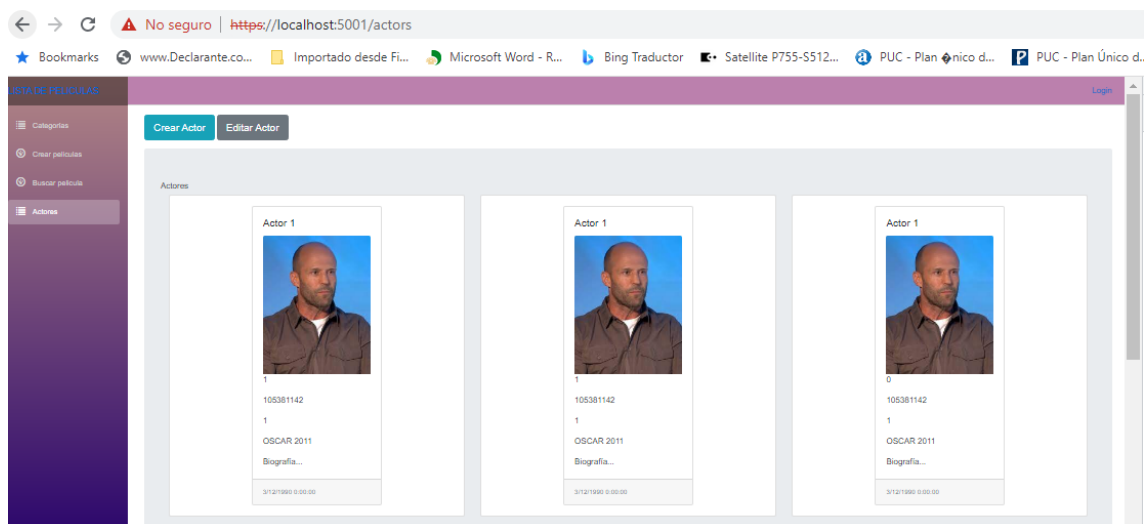 No seguro | https://localhost:5001/actors
Bookmarks www.Declarante.co... Importado desde Fi... Microsoft Word - R... Bing Traductor Satellite P755-S512... PUC - Plan �nico d... PUC - Plan Único d..
Login
Categorias
Crear peliculas
Buscar pelicula
Actores
Crear Actor Editar Actor
Actores
Actor 1
1
105381142
1
OSCAR 2011
Biografía...
3/12/1990 0:00:00
Actor 1
1
105381142
1
OSCAR 2011
Biografía...
3/12/1990 0:00:00
Actor 1
0
105381142
1
OSCAR 2011
Biografía...
3/12/1990 0:00:00